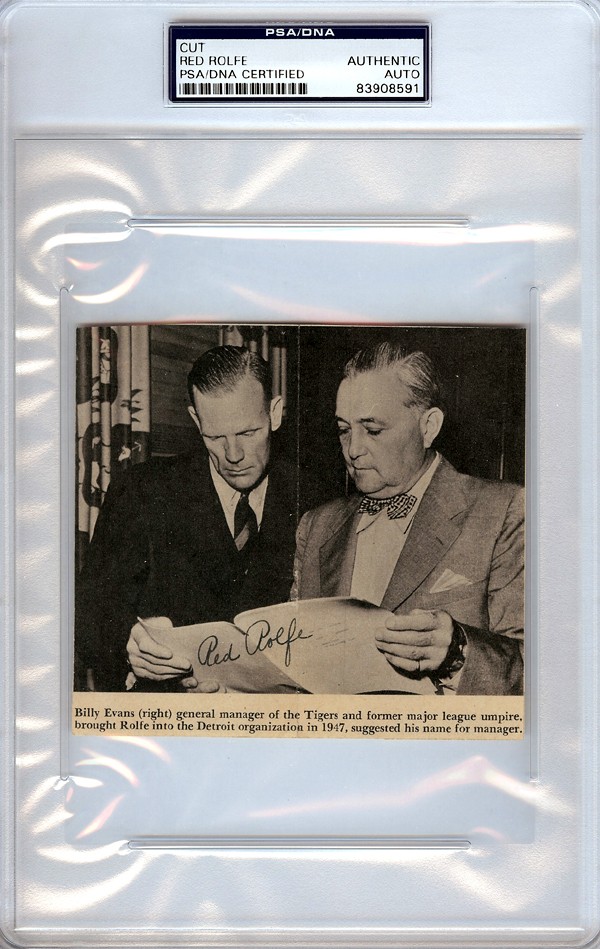 PSA/DNA
CUT
RED ROLFE
AUTHENTIC
PSA/DNA CERTIFIED
AUTO
83908591
Red Rolfe
Billy Evans (right) general manager of the Tigers and former major league umpire,
brought Rolfe into the Detroit organization in 1947, suggested his name for manager.